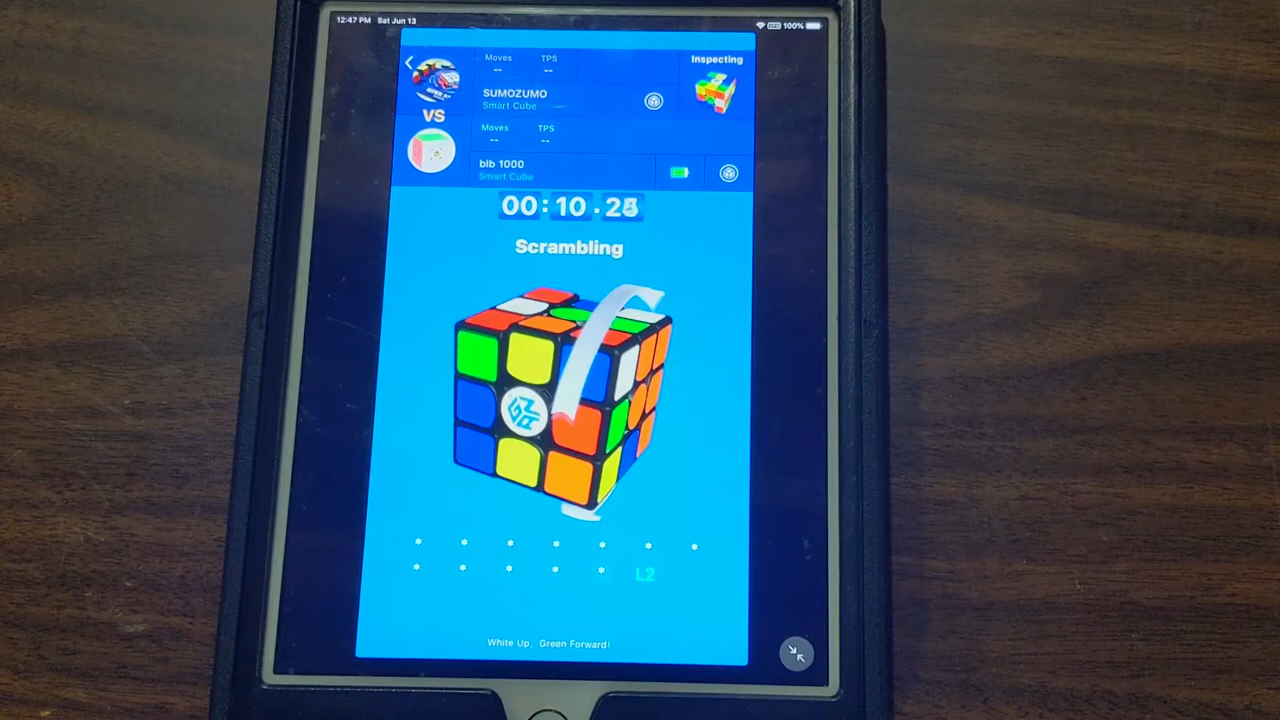 12:47 PM Sat Jun 13
100%
Moves TPS
-- --
Inspecting
SUMOZUMO
Smart Cube
VS
Moves TPS
-- --
blb 1000
Smart Cube
00:10.25
Scrambling
* * * * * * *
* * * * * L2
White Up, Green Forward!